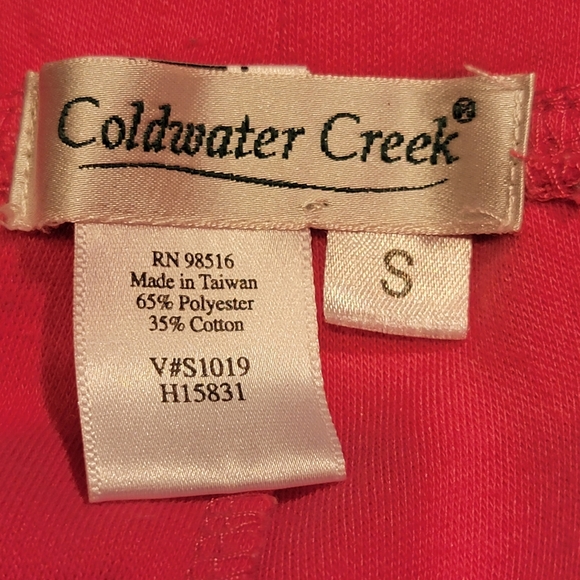 Coldwater Creek®
RN 98516
Made in Taiwan
65% Polyester
35% Cotton
V#S1019
H15831
S